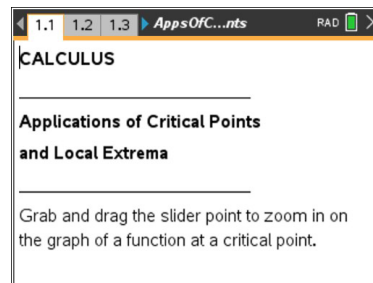 1.1 1.2 1.3 AppsOfC...nts RAD
CALCULUS
Applications of Critical Points
and Local Extrema
Grab and drag the slider point to zoom in on
the graph of a function at a critical point.